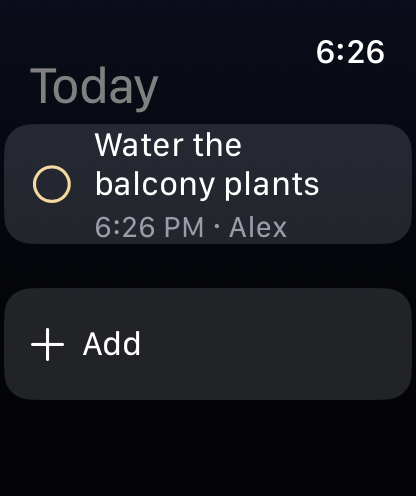 6:26
Today
Water the
balcony plants
6:26 PM · Alex
Add